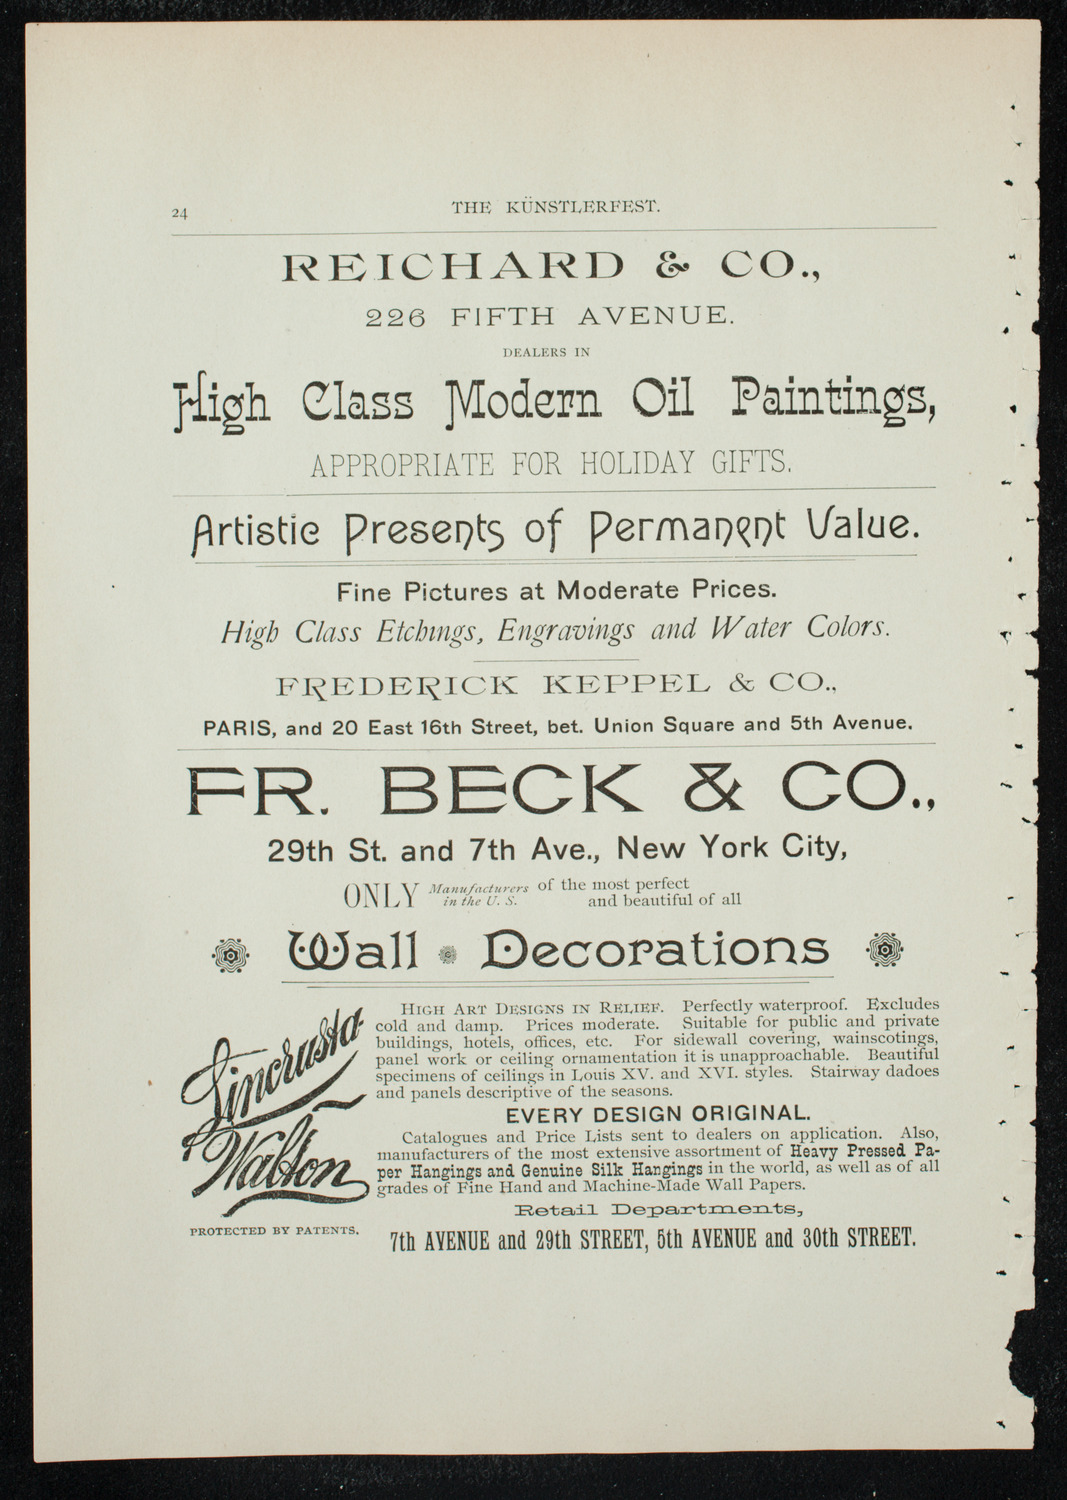 24
THE KÜNSTLERFEST.
REICHARD & CO.,
226 FIFTH AVENUE.
DEALERS IN
High Class Modern Oil Paintings,
APPROPRIATE FOR HOLIDAY GIFTS.
Artistic Presents of Permanent Value.
Fine Pictures at Moderate Prices.
High Class Etchings, Engravings and Water Colors.
FREDERICK KEPPEL & CO.,
PARIS, and 20 East 16th Street, bet. Union Square and 5th Avenue.
FR. BECK & CO.,
29th St. and 7th Ave., New York City,
ONLY Manufacturers in the U. S. of the most perfect
and beautiful of all
Wall Decorations
Lincrusta
Walton
PROTECTED BY PATENTS.
HIGH ART DESIGNS IN RELIEF. Perfectly waterproof. Excludes
cold and damp. Prices moderate. Suitable for public and private
buildings, hotels, offices, etc. For sidewall covering, wainscotings,
panel work or ceiling ornamentation it is unapproachable. Beautiful
specimens of ceilings in Louis XV. and XVI. styles. Stairway dadoes
and panels descriptive of the seasons.
EVERY DESIGN ORIGINAL.
Catalogues and Price Lists sent to dealers on application. Also,
manufacturers of the most extensive assortment of Heavy Pressed Pa-
per Hangings and Genuine Silk Hangings in the world, as well as of all
grades of Fine Hand and Machine-Made Wall Papers.
Retail Departments,
7th AVENUE and 29th STREET, 5th AVENUE and 30th STREET.